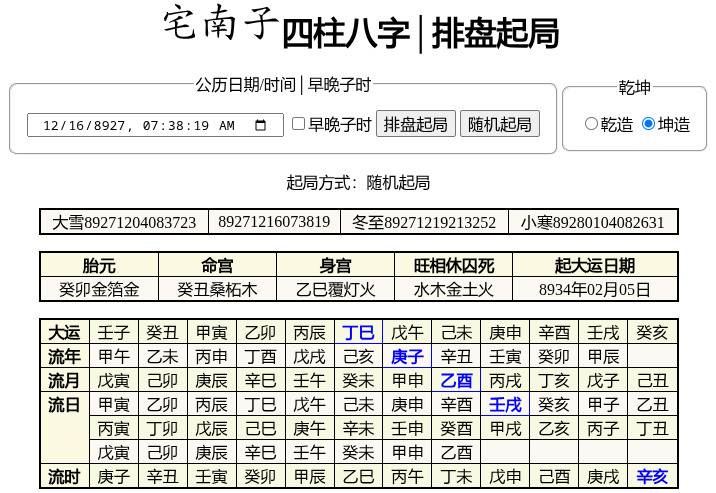 宅南子四柱八字│排盘起局
公历日期/时间│早晚子时
乾坤
12/16/8927, 07:38:19 AM 早晚子时 排盘起局 随机起局
乾造 坤造
起局方式：随机起局
大雪89271204083723 89271216073819 冬至89271219213252 小寒89280104082631
胎元 命宫 身宫 旺相休囚死 起大运日期
癸卯金箔金 癸丑桑柘木 乙巳覆灯火 水木金土火 8934年02月05日
大运 壬子 癸丑 甲寅 乙卯 丙辰 丁巳 戊午 己未 庚申 辛酉 壬戌 癸亥
流年 甲午 乙未 丙申 丁酉 戊戌 己亥 庚子 辛丑 壬寅 癸卯 甲辰
流月 戊寅 己卯 庚辰 辛巳 壬午 癸未 甲申 乙酉 丙戌 丁亥 戊子 己丑
流日 甲寅 乙卯 丙辰 丁巳 戊午 己未 庚申 辛酉 壬戌 癸亥 甲子 乙丑
丙寅 丁卯 戊辰 己巳 庚午 辛未 壬申 癸酉 甲戌 乙亥 丙子 丁丑
戊寅 己卯 庚辰 辛巳 壬午 癸未 甲申 乙酉
流时 庚子 辛丑 壬寅 癸卯 甲辰 乙巳 丙午 丁未 戊申 己酉 庚戌 辛亥